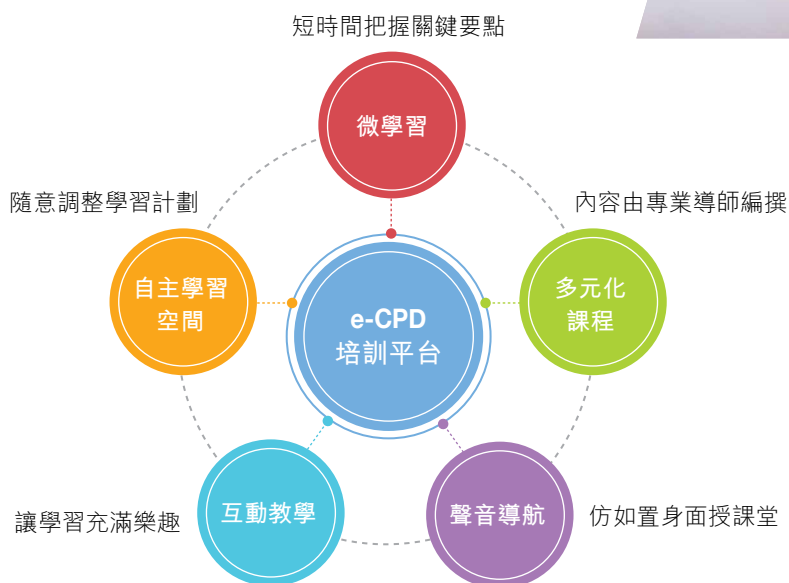 短時間把握關鍵要點
微學習
隨意調整學習計劃
內容由專業導師編撰
自主學習
空間
多元化
課程
e-CPD
培訓平台
互動教學
聲音導航
讓學習充滿樂趣
仿如置身面授課堂